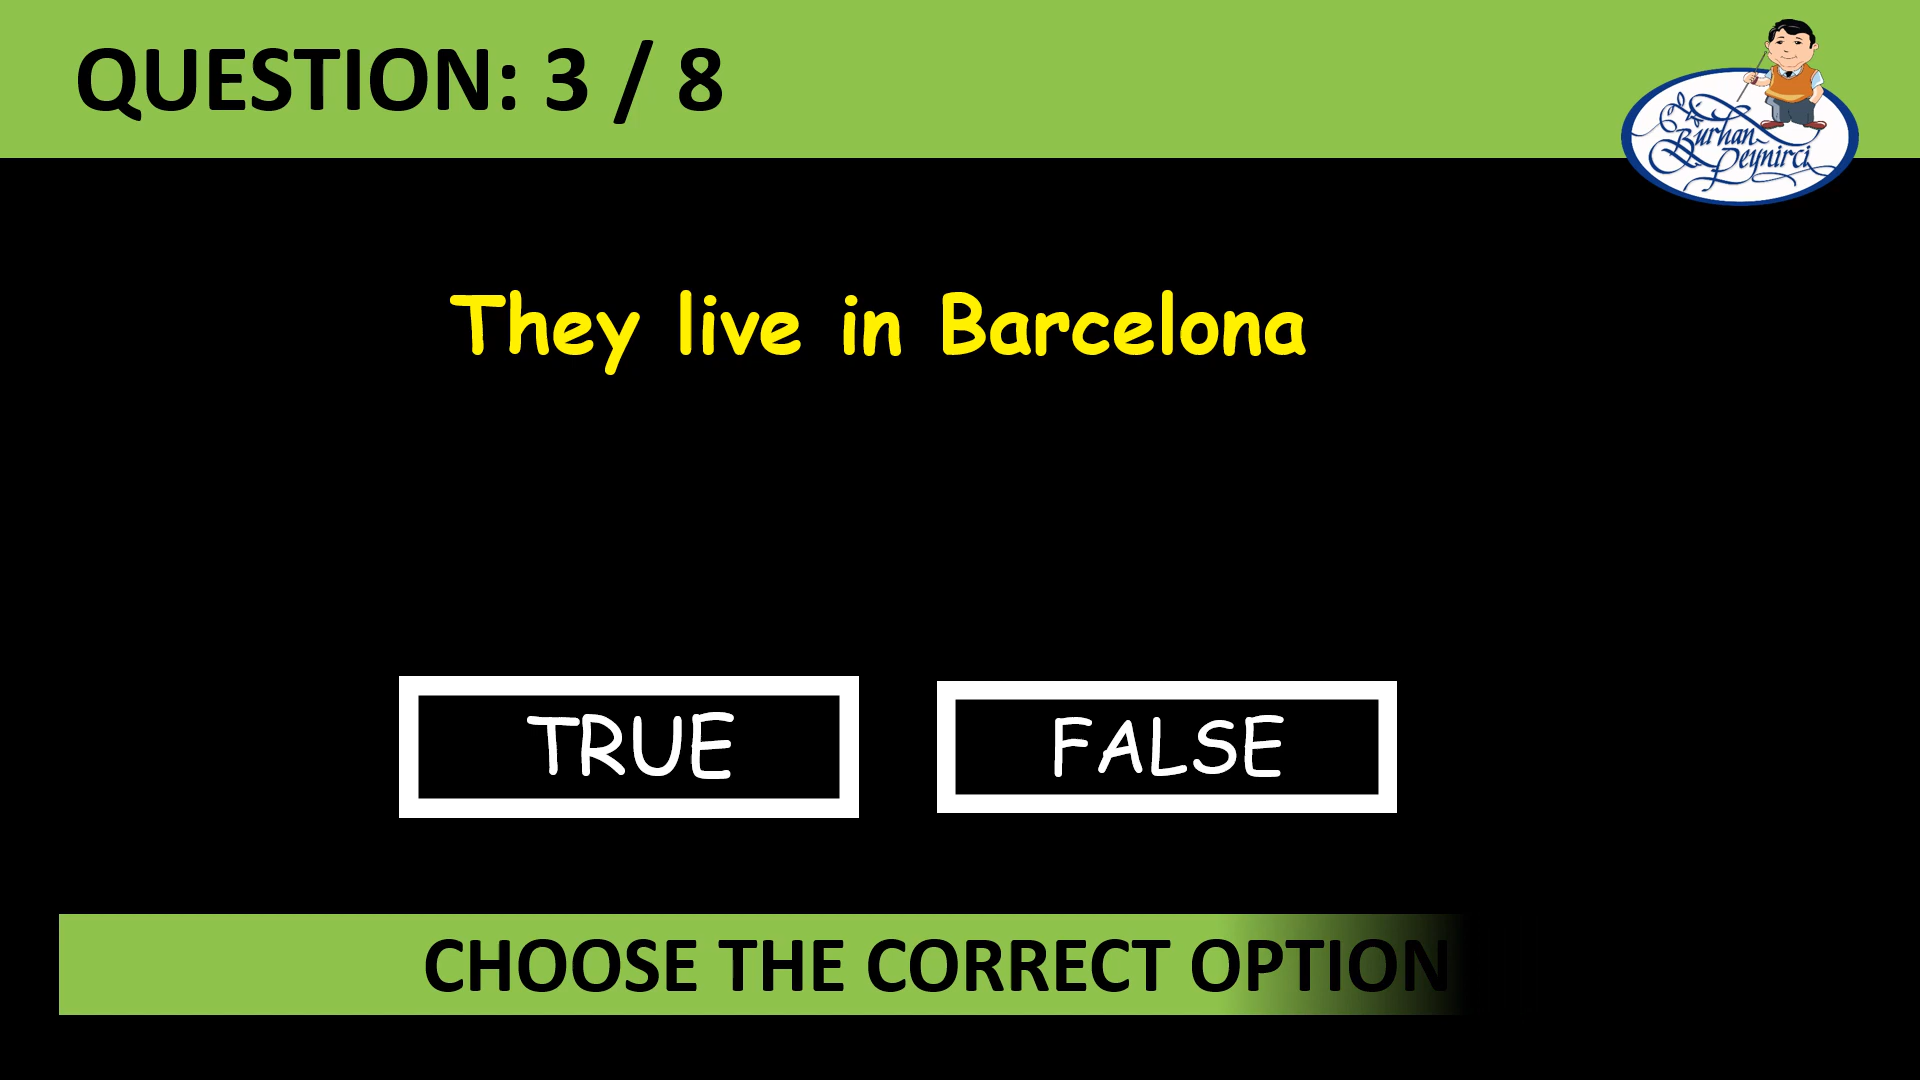 QUESTION: 3 / 8
Burhan
Peynirci
They live in Barcelona
TRUE
FALSE
CHOOSE THE CORRECT OPTION